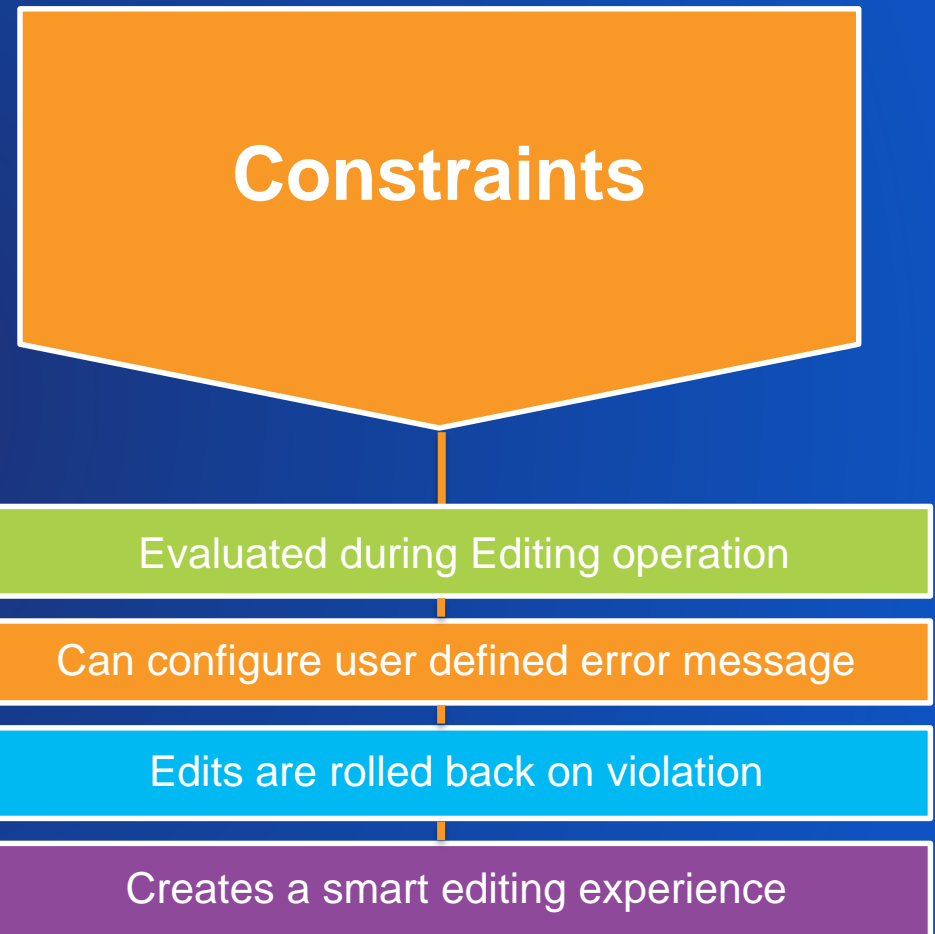 Constraints
Evaluated during Editing operation
Can configure user defined error message
Edits are rolled back on violation
Creates a smart editing experience